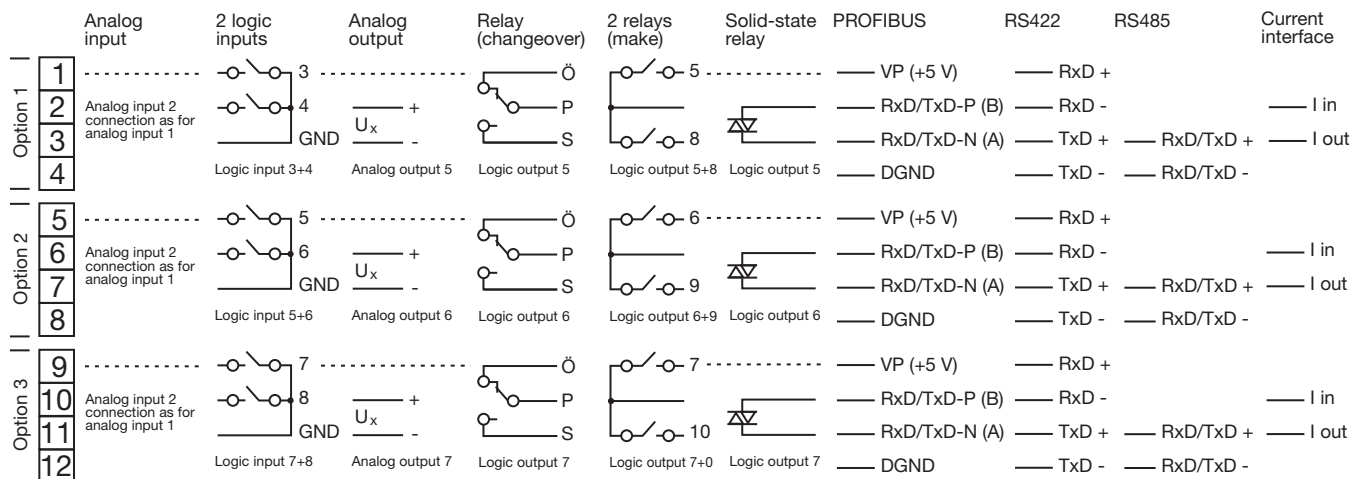 Analog input
2 logic inputs
Analog output
Relay (changeover)
2 relays (make)
Solid-state relay
PROFIBUS
RS422
RS485
Current interface
Option 1
1 3 Ö 5 VP (+5 V) RxD +
2 Analog input 2 connection as for analog input 1 4 + P RxD/TxD-P (B) RxD - I in
Ux
3 GND - S 8 RxD/TxD-N (A) TxD + RxD/TxD + I out
4 Logic input 3+4 Analog output 5 Logic output 5 Logic output 5+8 Logic output 5 DGND TxD - RxD/TxD -
Option 2
5 5 Ö 6 VP (+5 V) RxD +
6 Analog input 2 connection as for analog input 1 6 + P RxD/TxD-P (B) RxD - I in
Ux
7 GND - S 9 RxD/TxD-N (A) TxD + RxD/TxD + I out
8 Logic input 5+6 Analog output 6 Logic output 6 Logic output 6+9 Logic output 6 DGND TxD - RxD/TxD -
Option 3
9 7 Ö 7 VP (+5 V) RxD +
10 Analog input 2 connection as for analog input 1 8 + P RxD/TxD-P (B) RxD - I in
Ux
11 GND - S 10 RxD/TxD-N (A) TxD + RxD/TxD + I out
12 Logic input 7+8 Analog output 7 Logic output 7 Logic output 7+0 Logic output 7 DGND TxD - RxD/TxD -